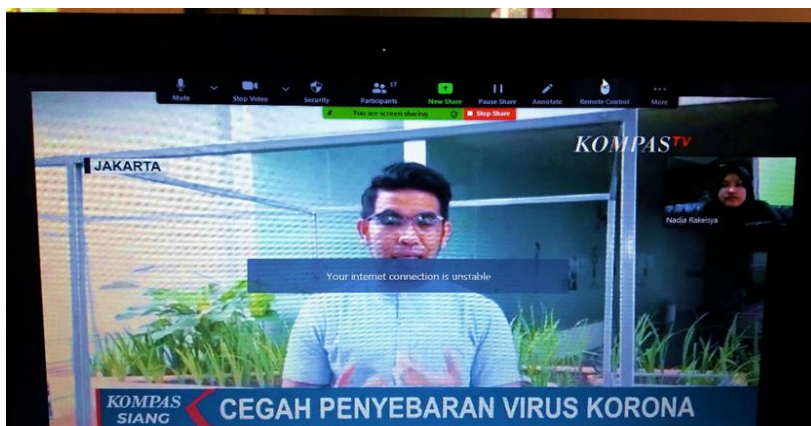 17
Mute
Stop Video
Security
Participants
New Share
Pause Share
Annotate
Remote Control
More
You are screen sharing
Stop Share
KOMPAS TV
JAKARTA
Nadia Rakeisya
Your internet connection is unstable
KOMPAS
SIANG
CEGAH PENYEBARAN VIRUS KORONA